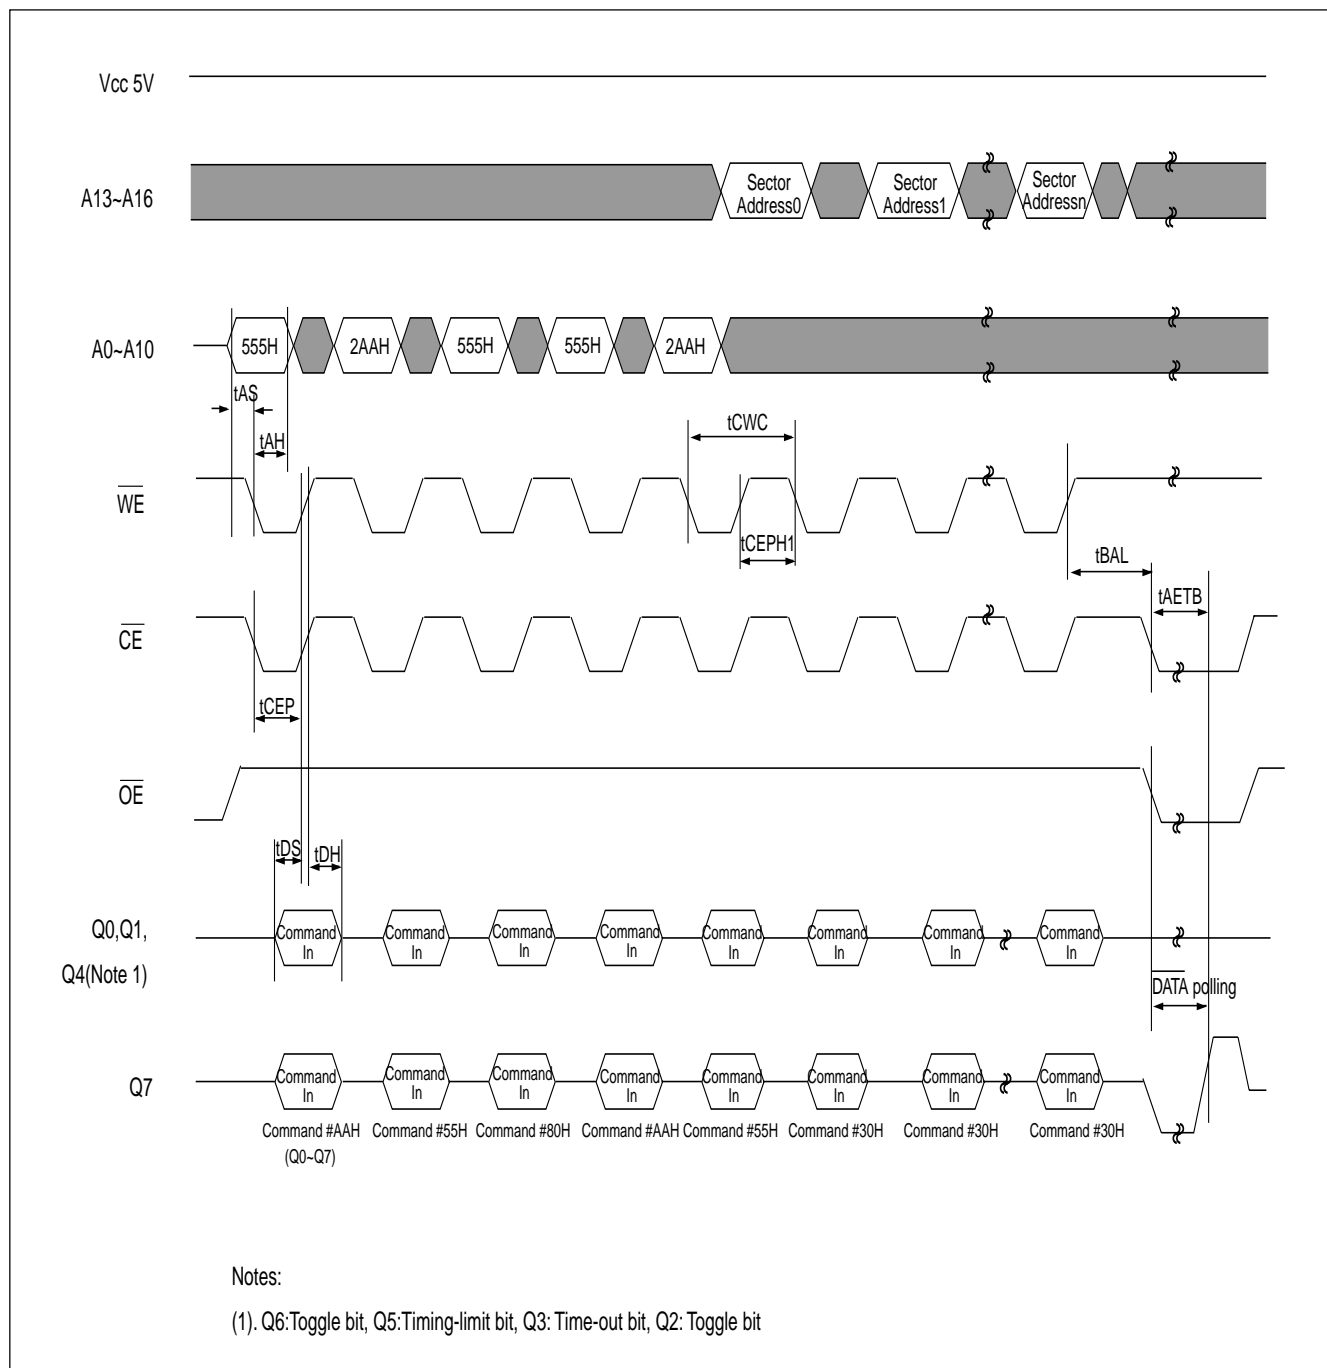 Vcc 5V
A13~A16
Sector
Address0
Sector
Address1
Sector
Addressn
A0~A10
555H
2AAH
555H
555H
2AAH
tAS
tAH
tCWC
WE
tCEPH1
tBAL
tAETB
CE
tCEP
OE
tDS
tDH
Q0,Q1,
Q4(Note 1)
Command
In
Command
In
Command
In
Command
In
Command
In
Command
In
Command
In
Command
In
DATA polling
Q7
Command
In
Command
In
Command
In
Command
In
Command
In
Command
In
Command
In
Command
In
Command #AAH
(Q0~Q7)
Command #55H
Command #80H
Command #AAH
Command #55H
Command #30H
Command #30H
Command #30H
Notes:
(1). Q6:Toggle bit, Q5:Timing-limit bit, Q3: Time-out bit, Q2: Toggle bit